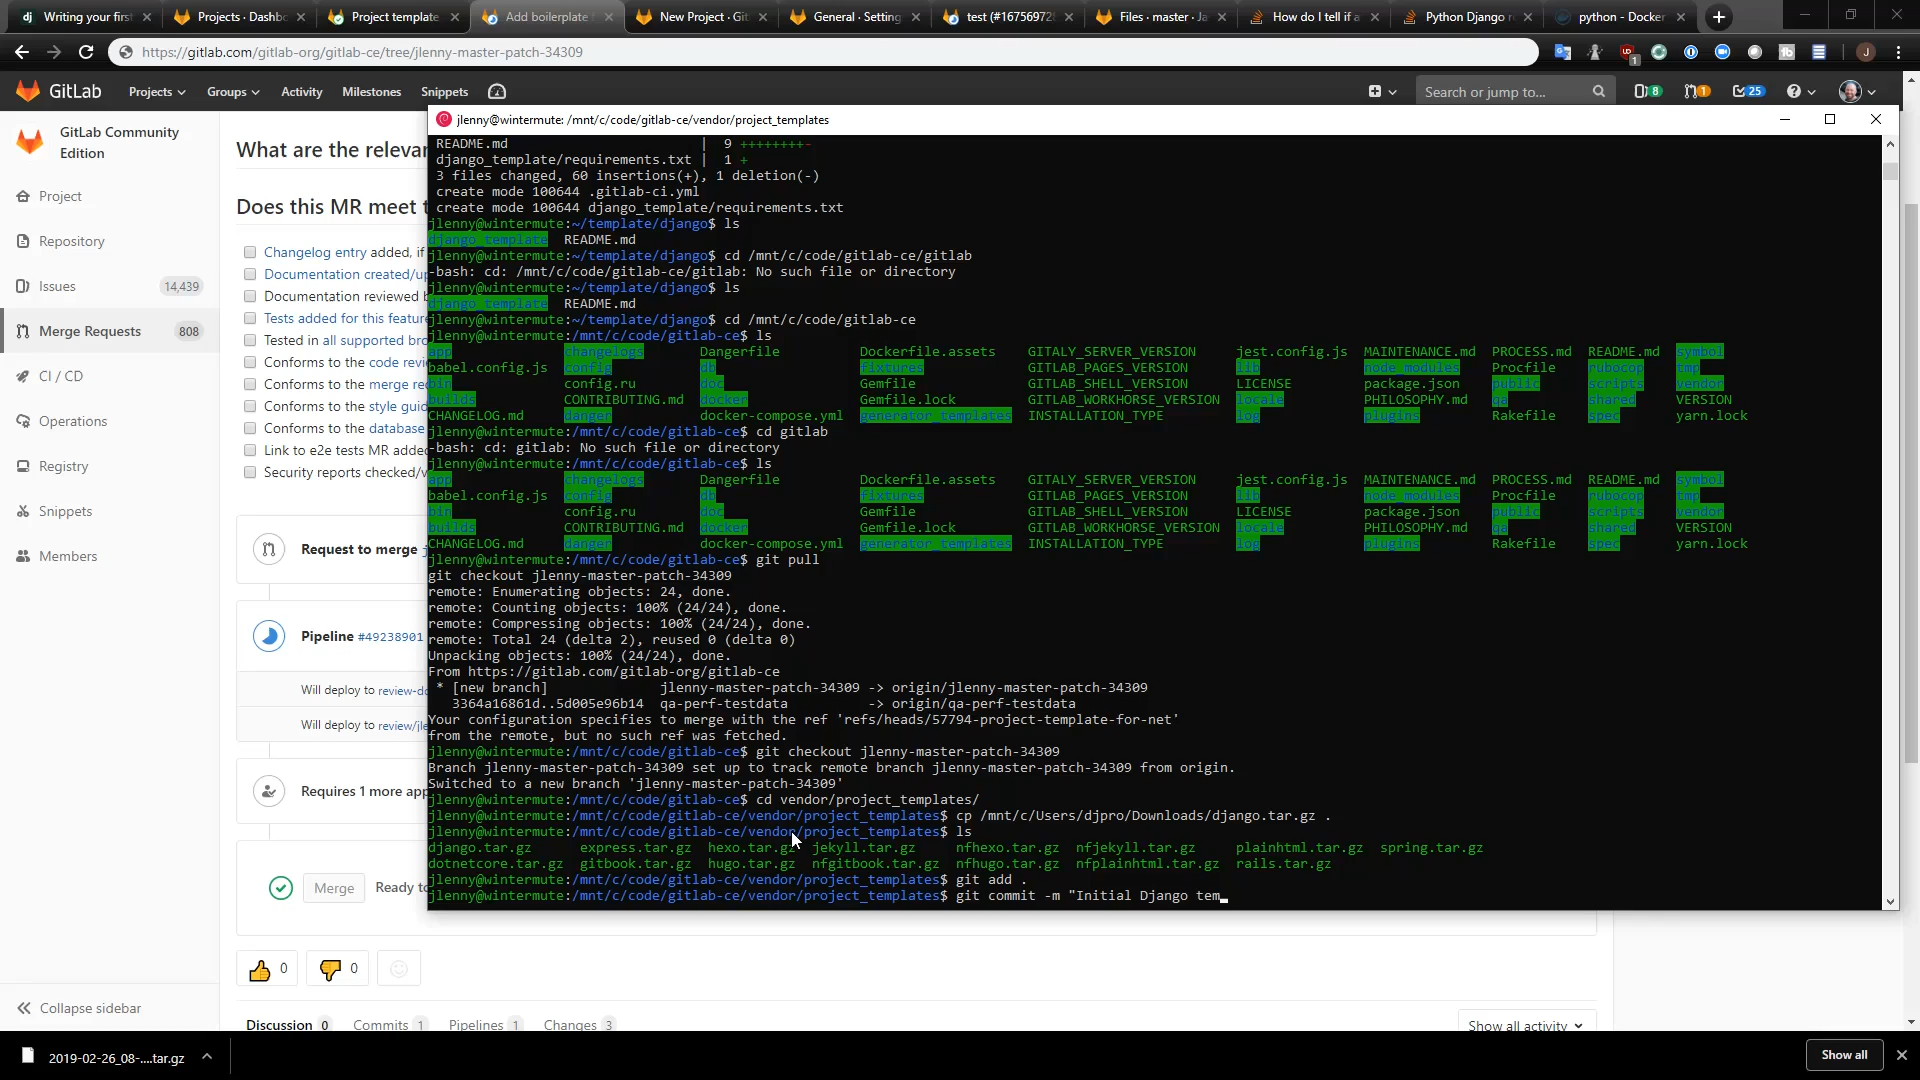 Writing your first
Projects · Dashbo
Project template
Add boilerplate f
New Project · Git
General · Setting
test (#16756972
Files · master · Ja
How do I tell if a
Python Django r
python - Docker
https://gitlab.com/gitlab-org/gitlab-ce/tree/jlenny-master-patch-34309
GitLab Projects Groups Activity Milestones Snippets Search or jump to... 8 1 25
GitLab Community
Edition
Project
Repository
Issues 14,439
Merge Requests 808
CI / CD
Operations
Registry
Snippets
Members
Collapse sidebar
What are the relevan
Does this MR meet t
Changelog entry added, if
Documentation created/up
Documentation reviewed b
Tests added for this feature
Tested in all supported bro
Conforms to the code revi
Conforms to the merge re
Conforms to the style guid
Conforms to the database
Link to e2e tests MR added
Security reports checked/v
Request to merge
Pipeline #49238901
Will deploy to review-do
Will deploy to review/jle
Requires 1 more app
Merge Ready to
0 0
Discussion 0 Commits 1 Pipelines 1 Changes 3 Show all activity
jlenny@wintermute: /mnt/c/code/gitlab-ce/vendor/project_templates
README.md | 9 ++++++++-
django_template/requirements.txt | 1 +
3 files changed, 60 insertions(+), 1 deletion(-)
create mode 100644 .gitlab-ci.yml
create mode 100644 django_template/requirements.txt
jlenny@wintermute:~/template/django$ ls
django_template README.md
jlenny@wintermute:~/template/django$ cd /mnt/c/code/gitlab-ce/gitlab
-bash: cd: /mnt/c/code/gitlab-ce/gitlab: No such file or directory
jlenny@wintermute:~/template/django$ ls
django_template README.md
jlenny@wintermute:~/template/django$ cd /mnt/c/code/gitlab-ce
jlenny@wintermute:/mnt/c/code/gitlab-ce$ ls
app changelogs Dangerfile Dockerfile.assets GITALY_SERVER_VERSION jest.config.js MAINTENANCE.md PROCESS.md README.md symbol
babel.config.js config db fixtures GITLAB_PAGES_VERSION lib node_modules Procfile rubocop tmp
bin config.ru doc Gemfile GITLAB_SHELL_VERSION LICENSE package.json public scripts vendor
builds CONTRIBUTING.md docker Gemfile.lock GITLAB_WORKHORSE_VERSION locale PHILOSOPHY.md qa shared VERSION
CHANGELOG.md danger docker-compose.yml generator_templates INSTALLATION_TYPE log plugins Rakefile spec yarn.lock
jlenny@wintermute:/mnt/c/code/gitlab-ce$ cd gitlab
-bash: cd: gitlab: No such file or directory
jlenny@wintermute:/mnt/c/code/gitlab-ce$ ls
app changelogs Dangerfile Dockerfile.assets GITALY_SERVER_VERSION jest.config.js MAINTENANCE.md PROCESS.md README.md symbol
babel.config.js config db fixtures GITLAB_PAGES_VERSION lib node_modules Procfile rubocop tmp
bin config.ru doc Gemfile GITLAB_SHELL_VERSION LICENSE package.json public scripts vendor
builds CONTRIBUTING.md docker Gemfile.lock GITLAB_WORKHORSE_VERSION locale PHILOSOPHY.md qa shared VERSION
CHANGELOG.md danger docker-compose.yml generator_templates INSTALLATION_TYPE log plugins Rakefile spec yarn.lock
jlenny@wintermute:/mnt/c/code/gitlab-ce$ git pull
git checkout jlenny-master-patch-34309
remote: Enumerating objects: 24, done.
remote: Counting objects: 100% (24/24), done.
remote: Compressing objects: 100% (24/24), done.
remote: Total 24 (delta 2), reused 0 (delta 0)
Unpacking objects: 100% (24/24), done.
From https://gitlab.com/gitlab-org/gitlab-ce
* [new branch] jlenny-master-patch-34309 -> origin/jlenny-master-patch-34309
3364a16861d..5d005e96b14 qa-perf-testdata -> origin/qa-perf-testdata
Your configuration specifies to merge with the ref 'refs/heads/57794-project-template-for-net'
from the remote, but no such ref was fetched.
jlenny@wintermute:/mnt/c/code/gitlab-ce$ git checkout jlenny-master-patch-34309
Branch jlenny-master-patch-34309 set up to track remote branch jlenny-master-patch-34309 from origin.
Switched to a new branch 'jlenny-master-patch-34309'
jlenny@wintermute:/mnt/c/code/gitlab-ce$ cd vendor/project_templates/
jlenny@wintermute:/mnt/c/code/gitlab-ce/vendor/project_templates$ cp /mnt/c/Users/djpro/Downloads/django.tar.gz .
jlenny@wintermute:/mnt/c/code/gitlab-ce/vendor/project_templates$ ls
django.tar.gz express.tar.gz hexo.tar.gz jekyll.tar.gz nfhexo.tar.gz nfjekyll.tar.gz plainhtml.tar.gz spring.tar.gz
dotnetcore.tar.gz gitbook.tar.gz hugo.tar.gz nfgitbook.tar.gz nfhugo.tar.gz nfplainhtml.tar.gz rails.tar.gz
jlenny@wintermute:/mnt/c/code/gitlab-ce/vendor/project_templates$ git add .
jlenny@wintermute:/mnt/c/code/gitlab-ce/vendor/project_templates$ git commit -m "Initial Django tem
2019-02-26_08-....tar.gz Show all